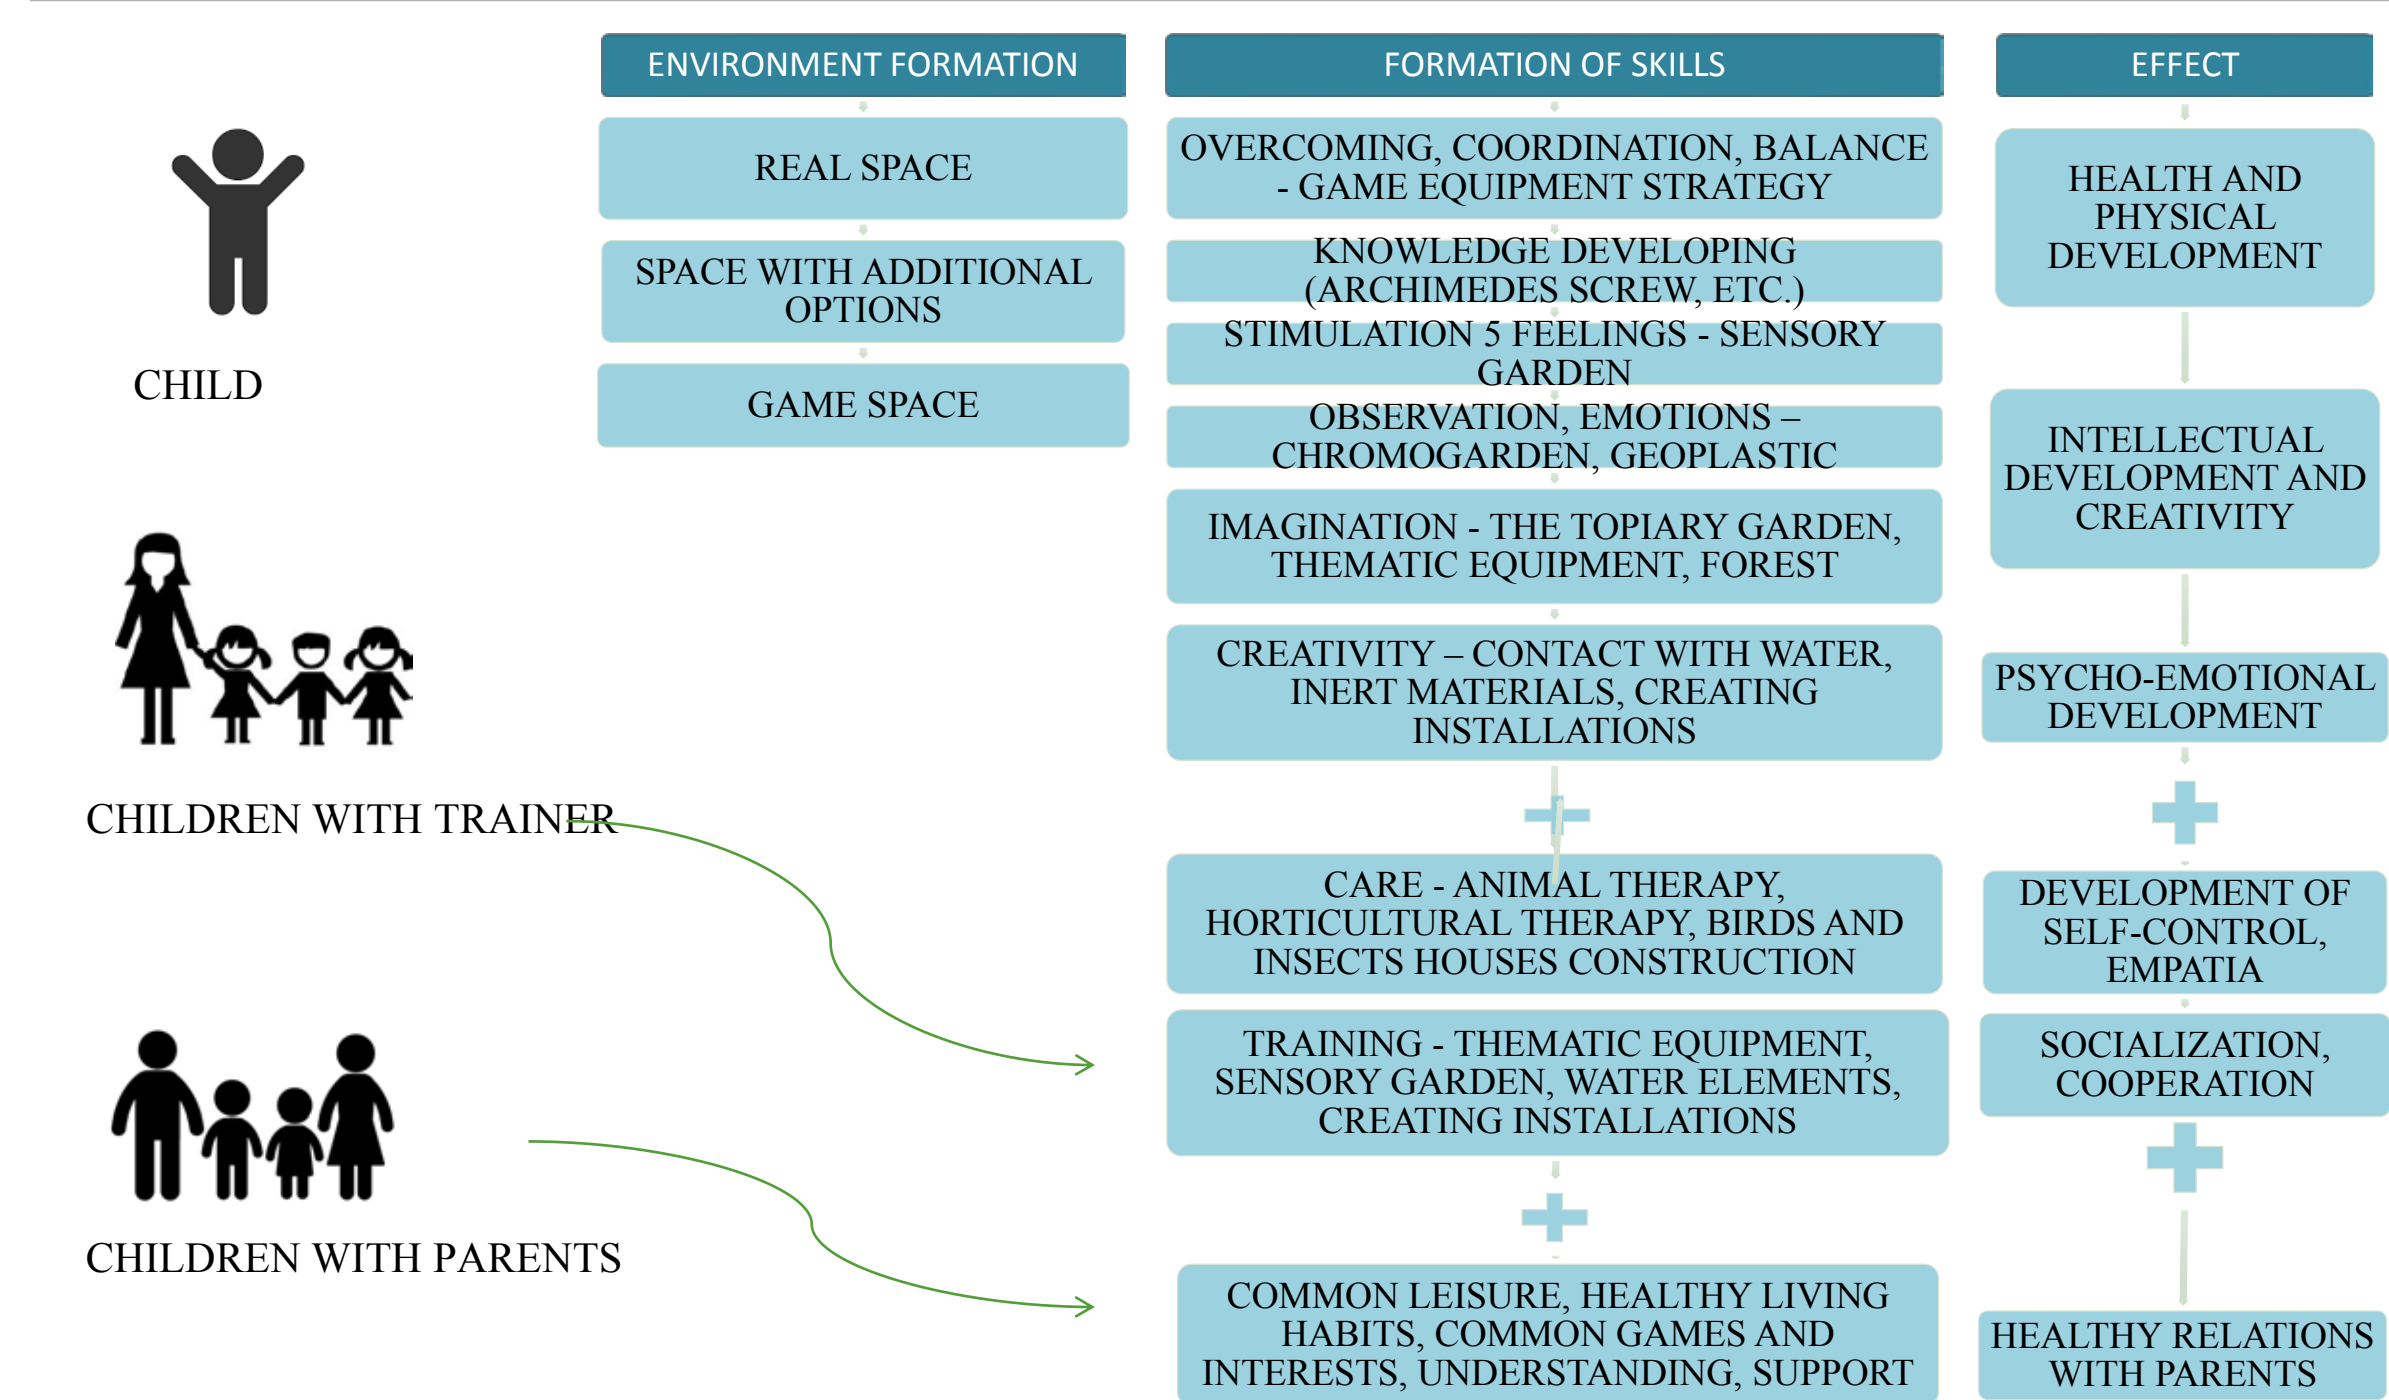 ENVIRONMENT FORMATION
REAL SPACE
SPACE WITH ADDITIONAL
OPTIONS
GAME SPACE
FORMATION OF SKILLS
OVERCOMING, COORDINATION, BALANCE
- GAME EQUIPMENT STRATEGY
KNOWLEDGE DEVELOPING
(ARCHIMEDES SCREW, ETC.)
STIMULATION 5 FEELINGS - SENSORY
GARDEN
OBSERVATION, EMOTIONS –
CHROMOGARDEN, GEOPLASTIC
IMAGINATION - THE TOPIARY GARDEN,
THEMATIC EQUIPMENT, FOREST
CREATIVITY – CONTACT WITH WATER,
INERT MATERIALS, CREATING
INSTALLATIONS
CARE - ANIMAL THERAPY,
HORTICULTURAL THERAPY, BIRDS AND
INSECTS HOUSES CONSTRUCTION
TRAINING - THEMATIC EQUIPMENT,
SENSORY GARDEN, WATER ELEMENTS,
CREATING INSTALLATIONS
COMMON LEISURE, HEALTHY LIVING
HABITS, COMMON GAMES AND
INTERESTS, UNDERSTANDING, SUPPORT
EFFECT
HEALTH AND
PHYSICAL
DEVELOPMENT
INTELLECTUAL
DEVELOPMENT AND
CREATIVITY
PSYCHO-EMOTIONAL
DEVELOPMENT
DEVELOPMENT OF
SELF-CONTROL,
EMPATIA
SOCIALIZATION,
COOPERATION
HEALTHY RELATIONS
WITH PARENTS
CHILD
CHILDREN WITH TRAINER
CHILDREN WITH PARENTS